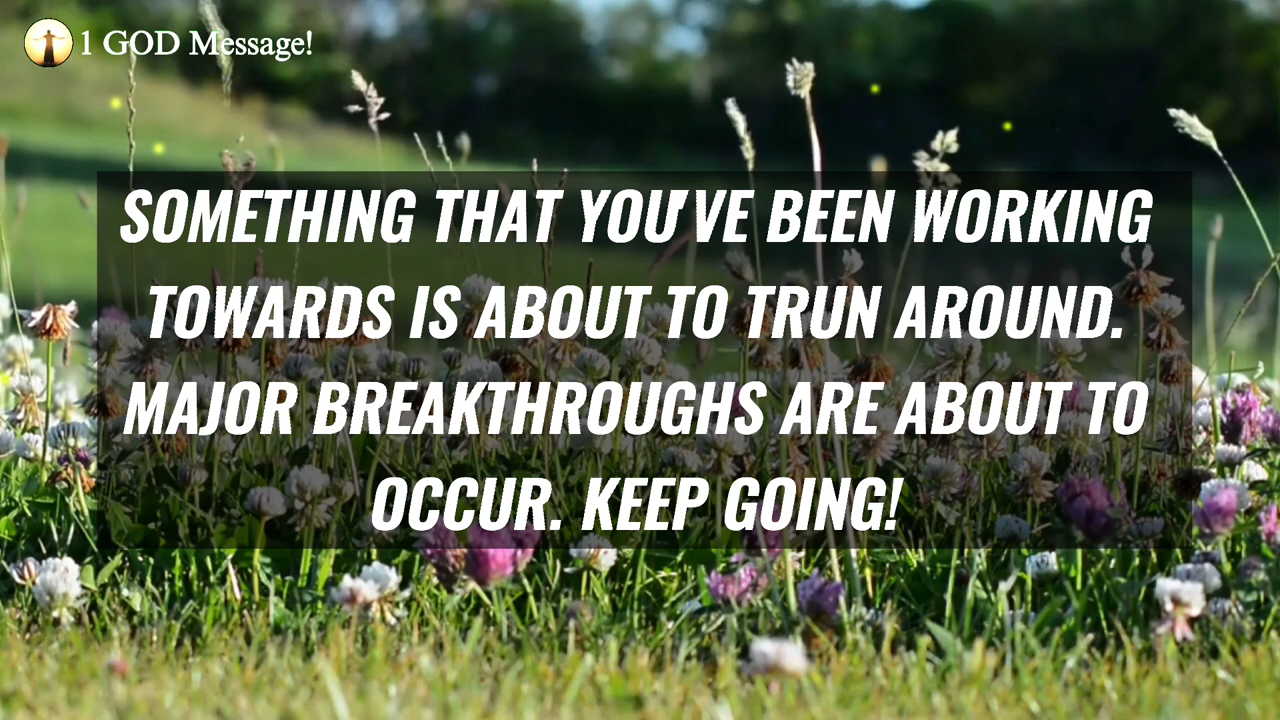 1 GOD Message!
SOMETHING THAT YOU'VE BEEN WORKING
TOWARDS IS ABOUT TO TRUN AROUND.
MAJOR BREAKTHROUGHS ARE ABOUT TO
OCCUR. KEEP GOING!